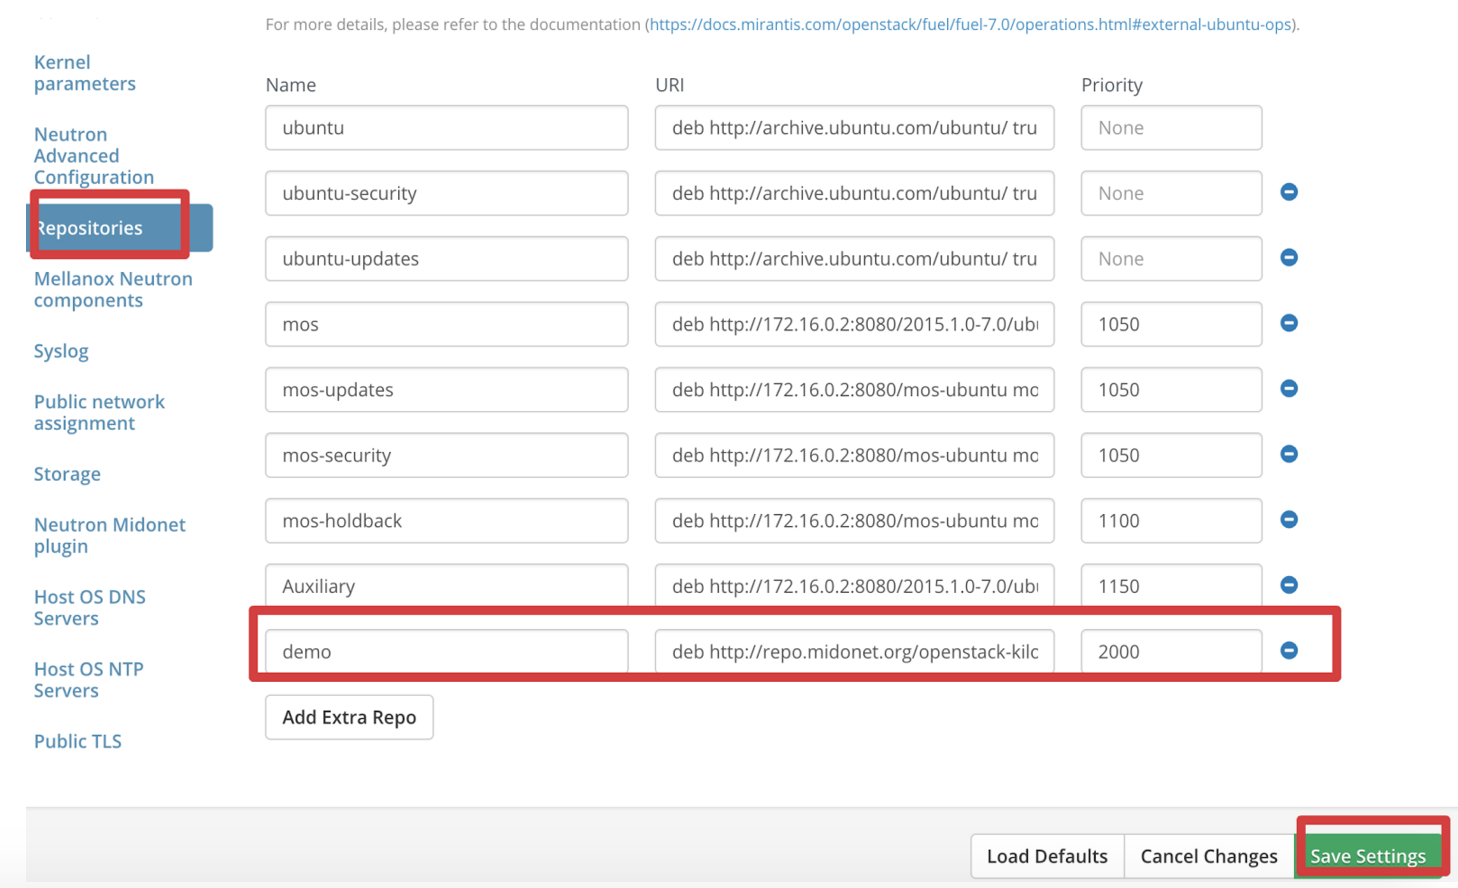 For more details, please refer to the documentation (https://docs.mirantis.com/openstack/fuel/fuel-7.0/operations.html#external-ubuntu-ops).
Kernel
parameters
Neutron
Advanced
Configuration
Repositories
Mellanox Neutron
components
Syslog
Public network
assignment
Storage
Neutron Midonet
plugin
Host OS DNS
Servers
Host OS NTP
Servers
Public TLS
Name URI Priority
ubuntu deb http://archive.ubuntu.com/ubuntu/ tru None
ubuntu-security deb http://archive.ubuntu.com/ubuntu/ tru None
ubuntu-updates deb http://archive.ubuntu.com/ubuntu/ tru None
mos deb http://172.16.0.2:8080/2015.1.0-7.0/ubu 1050
mos-updates deb http://172.16.0.2:8080/mos-ubuntu mo 1050
mos-security deb http://172.16.0.2:8080/mos-ubuntu mo 1050
mos-holdback deb http://172.16.0.2:8080/mos-ubuntu mo 1100
Auxiliary deb http://172.16.0.2:8080/2015.1.0-7.0/ubu 1150
demo deb http://repo.midonet.org/openstack-kilo 2000
Add Extra Repo
Load Defaults Cancel Changes Save Settings